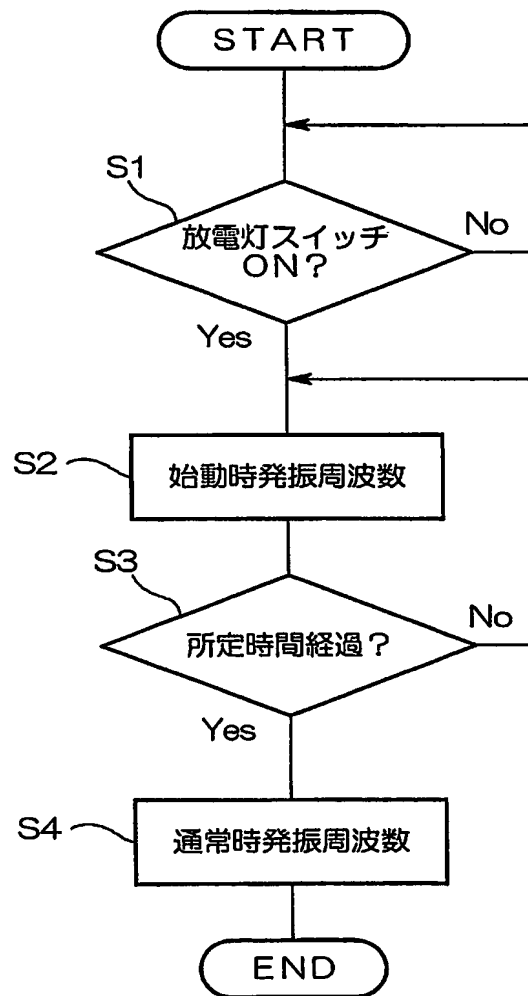 START
S1
放電灯スイッチ
ON?
No
Yes
S2
始動時発振周波数
S3
所定時間経過?
No
Yes
S4
通常時発振周波数
END